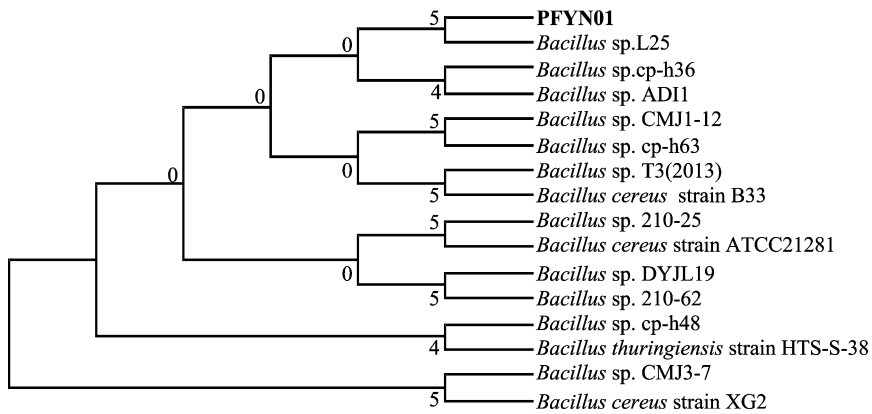 5 PFYN01
0 Bacillus sp.L25
Bacillus sp.cp-h36
0 4 Bacillus sp. ADI1
5 Bacillus sp. CMJ1-12
Bacillus sp. cp-h63
0 0 Bacillus sp. T3(2013)
5 Bacillus cereus strain B33
5 Bacillus sp. 210-25
Bacillus cereus strain ATCC21281
0 Bacillus sp. DYJL19
5 Bacillus sp. 210-62
Bacillus sp. cp-h48
4 Bacillus thuringiensis strain HTS-S-38
Bacillus sp. CMJ3-7
5 Bacillus cereus strain XG2